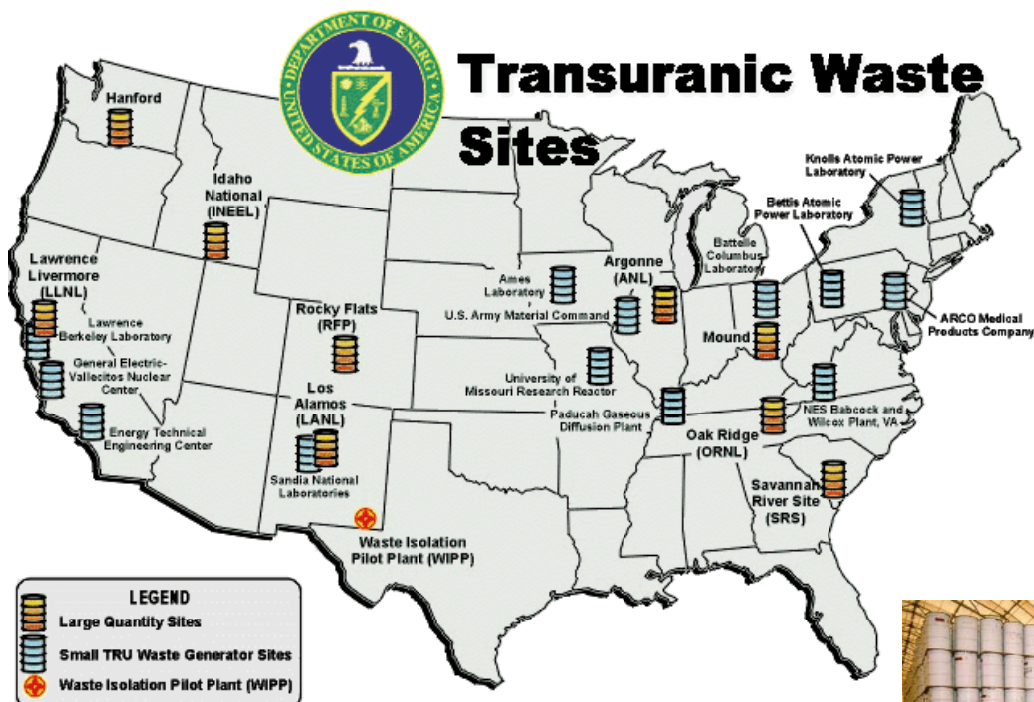 Transuranic Waste
Sites
DEPARTMENT OF ENERGY
UNITED STATES OF AMERICA
Hanford
Idaho
National
(INEEL)
Lawrence
Livermore
(LLNL)
Lawrence
Berkeley Laboratory
General Electric-
Vallecitos Nuclear
Center
Energy Technical
Engineering Center
Rocky Flats
(RFP)
Los
Alamos
(LANL)
Sandia National
Laboratories
Waste Isolation
Pilot Plant (WIPP)
Ames
Laboratory
U.S. Army Material Command
Argonne
(ANL)
University of
Missouri Research Reactor
Paducah Gaseous
Diffusion Plant
Battelle
Columbus
Laboratory
Mound
Oak Ridge
(ORNL)
Savannah
River Site
(SRS)
NES Babcock and
Wilcox Plant, VA
Knolls Atomic Power
Laboratory
Bettis Atomic
Power Laboratory
ARCO Medical
Products Company
LEGEND
Large Quantity Sites
Small TRU Waste Generator Sites
Waste Isolation Pilot Plant (WIPP)